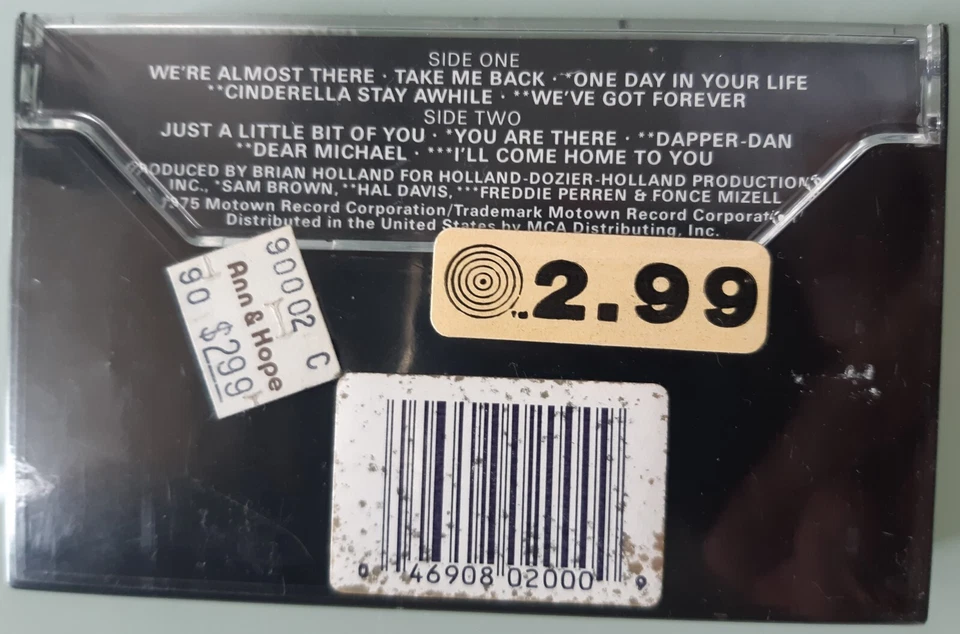 SIDE ONE
WE'RE ALMOST THERE · TAKE ME BACK · *ONE DAY IN YOUR LIFE
**CINDERELLA STAY AWHILE · **WE'VE GOT FOREVER
SIDE TWO
JUST A LITTLE BIT OF YOU · *YOU ARE THERE · **DAPPER-DAN
**DEAR MICHAEL · ***I'LL COME HOME TO YOU
PRODUCED BY BRIAN HOLLAND FOR HOLLAND-DOZIER-HOLLAND PRODUCTIONS
INC., *SAM BROWN, **HAL DAVIS, ***FREDDIE PERREN & FONCE MIZELL
1975 Motown Record Corporation/Trademark Motown Record Corporation
Distributed in the United States by MCA Distributing, Inc.
90002 C
Ann & Hope
90 $299
TM 2.99
0 46908 02000 9